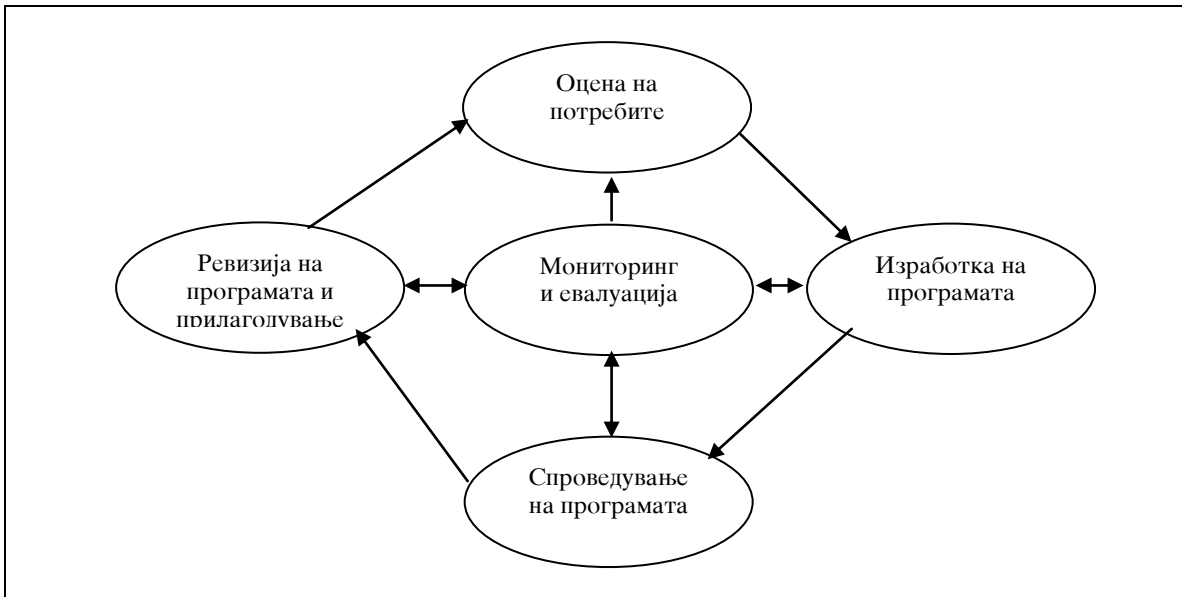 Оцена на
потребите
Ревизија на
програмата и
прилагодување
Мониторинг
и евалуација
Изработка на
програмата
Спроведување
на програмата